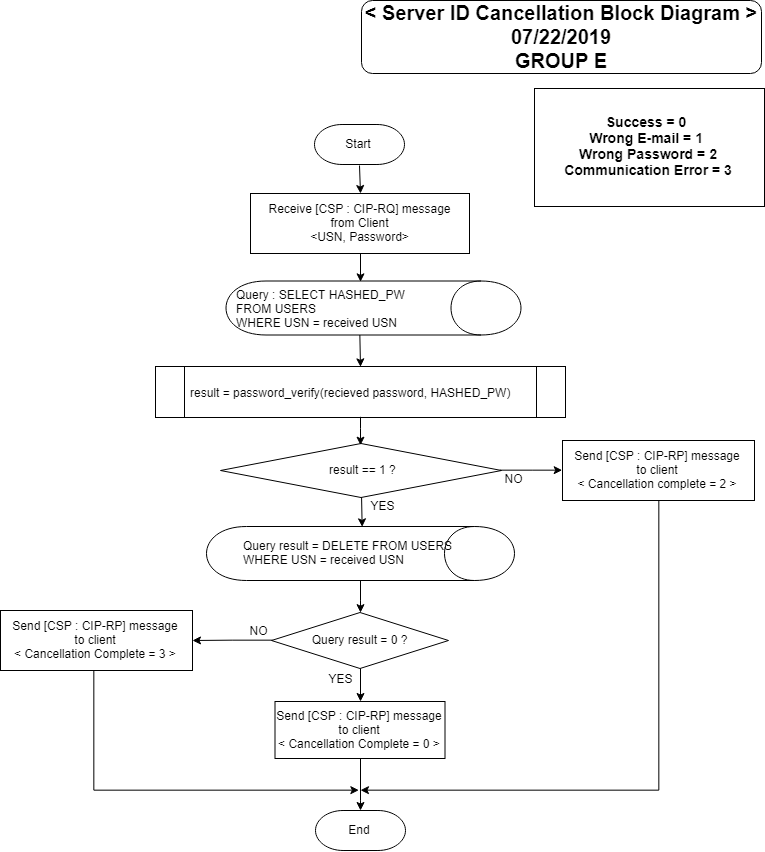 < Server ID Cancellation Block Diagram >
07/22/2019
GROUP E
Success = 0
Wrong E-mail = 1
Wrong Password = 2
Communication Error = 3
Start
Receive [CSP : CIP-RQ] message
from Client
<USN, Password>
Query : SELECT HASHED_PW
FROM USERS
WHERE USN = received USN
result = password_verify(recieved password, HASHED_PW)
result == 1 ?
NO
Send [CSP : CIP-RP] message
to client
< Cancellation complete = 2 >
YES
Query result = DELETE FROM USERS
WHERE USN = received USN
Query result = 0 ?
NO
Send [CSP : CIP-RP] message
to client
< Cancellation Complete = 3 >
YES
Send [CSP : CIP-RP] message
to client
< Cancellation Complete = 0 >
End